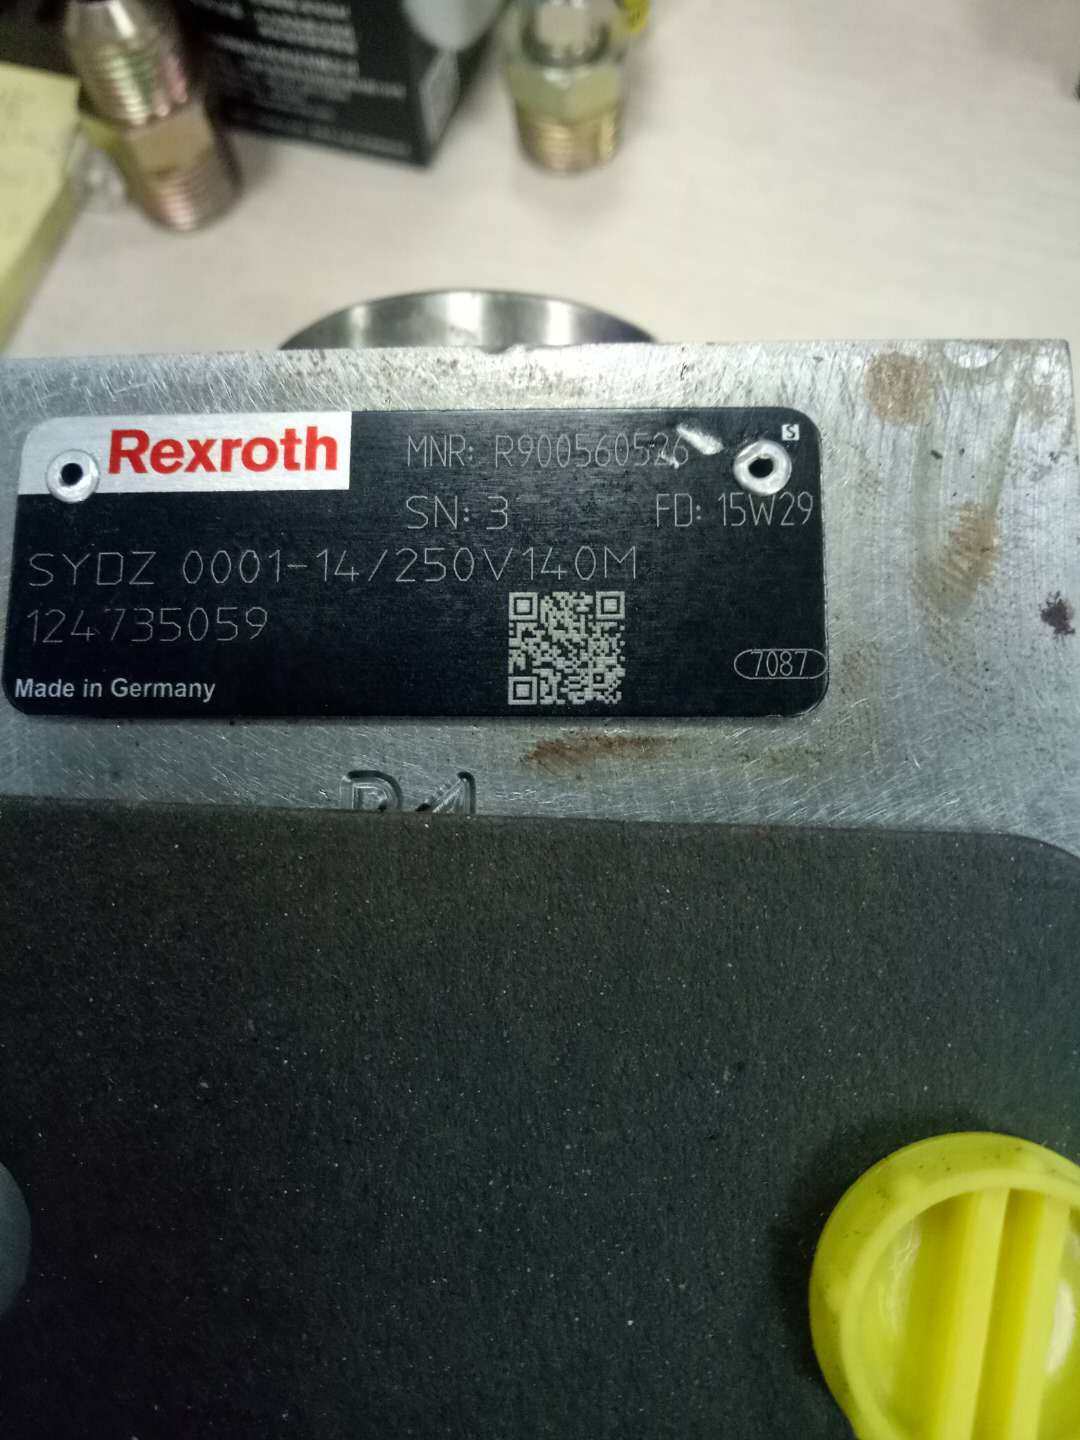 Rexroth
MNR: R900560526
S
SN: 3
FD: 15W29
SYDZ 0001-14/250V140M
124735059
7087
Made in Germany